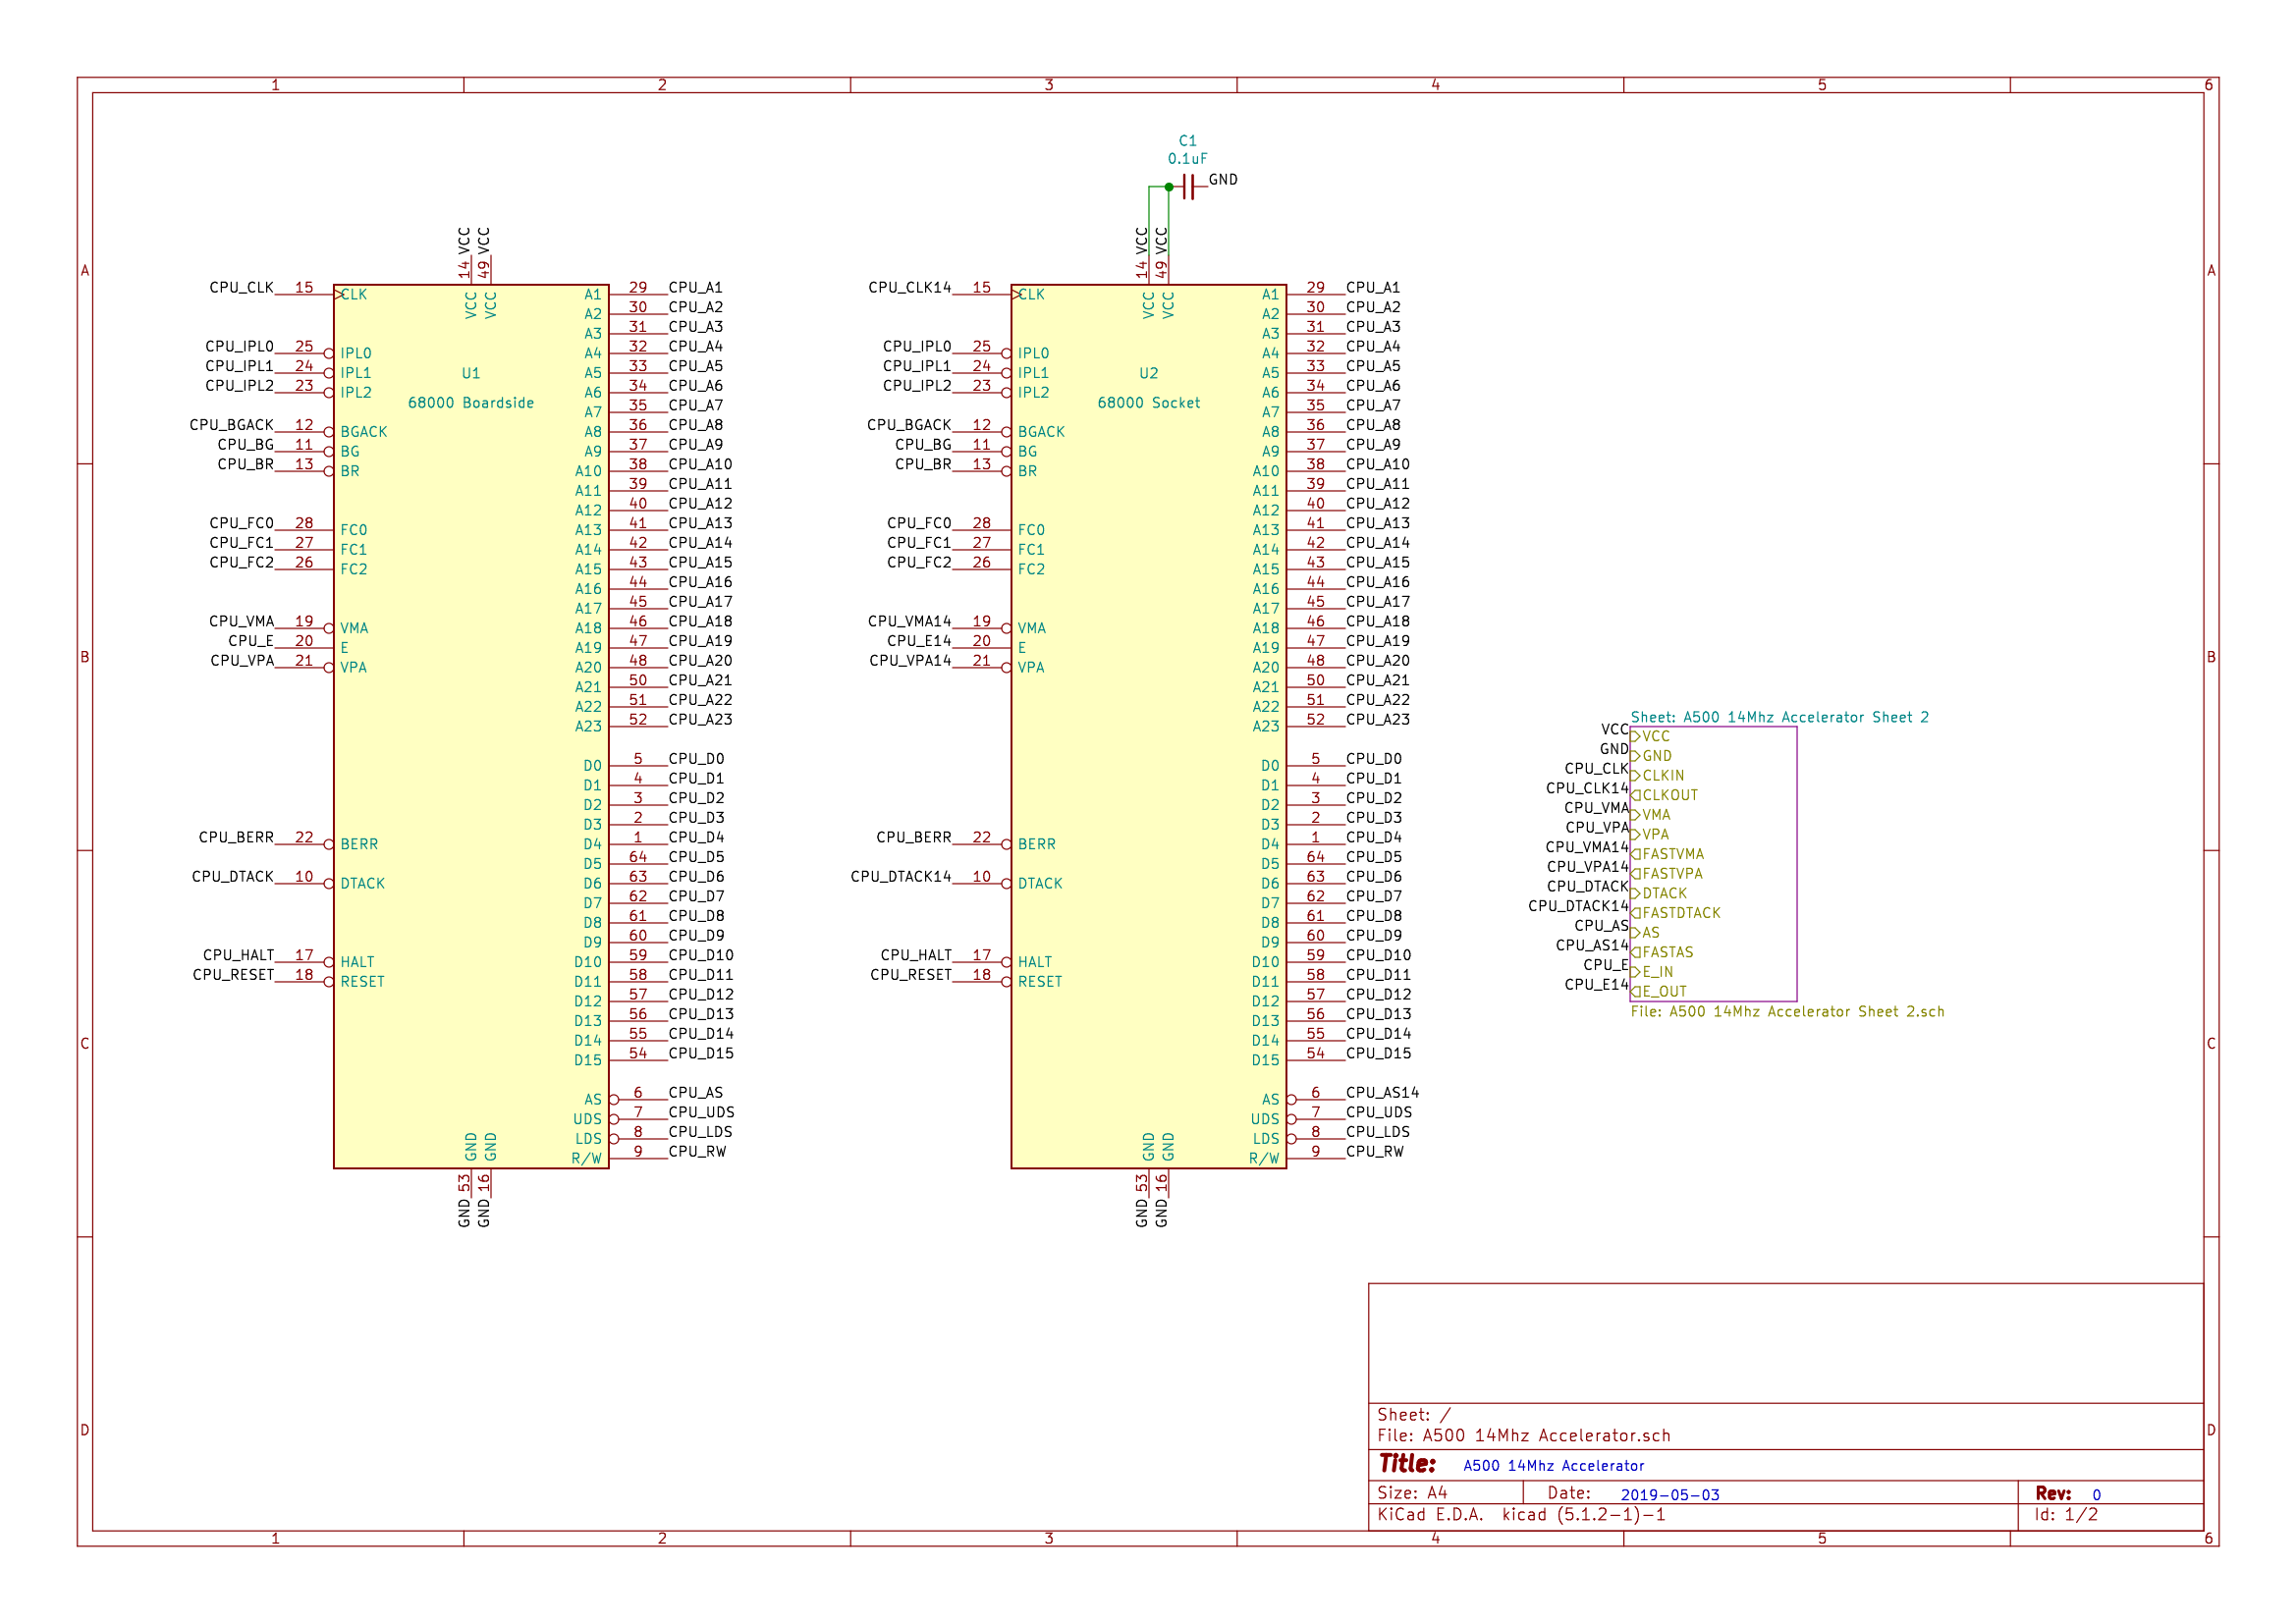 1 2 3 4 5 6
A
B
C
D
C1
0.1uF
GND
14 VCC
49 VCC
VCC
VCC
U1
68000 Boardside
CPU_CLK 15 CLK
CPU_IPL0 25 IPL0
CPU_IPL1 24 IPL1
CPU_IPL2 23 IPL2
CPU_BGACK 12 BGACK
CPU_BG 11 BG
CPU_BR 13 BR
CPU_FC0 28 FC0
CPU_FC1 27 FC1
CPU_FC2 26 FC2
CPU_VMA 19 VMA
CPU_E 20 E
CPU_VPA 21 VPA
CPU_BERR 22 BERR
CPU_DTACK 10 DTACK
CPU_HALT 17 HALT
CPU_RESET 18 RESET
A1 29 CPU_A1
A2 30 CPU_A2
A3 31 CPU_A3
A4 32 CPU_A4
A5 33 CPU_A5
A6 34 CPU_A6
A7 35 CPU_A7
A8 36 CPU_A8
A9 37 CPU_A9
A10 38 CPU_A10
A11 39 CPU_A11
A12 40 CPU_A12
A13 41 CPU_A13
A14 42 CPU_A14
A15 43 CPU_A15
A16 44 CPU_A16
A17 45 CPU_A17
A18 46 CPU_A18
A19 47 CPU_A19
A20 48 CPU_A20
A21 50 CPU_A21
A22 51 CPU_A22
A23 52 CPU_A23
D0 5 CPU_D0
D1 4 CPU_D1
D2 3 CPU_D2
D3 2 CPU_D3
D4 1 CPU_D4
D5 64 CPU_D5
D6 63 CPU_D6
D7 62 CPU_D7
D8 61 CPU_D8
D9 60 CPU_D9
D10 59 CPU_D10
D11 58 CPU_D11
D12 57 CPU_D12
D13 56 CPU_D13
D14 55 CPU_D14
D15 54 CPU_D15
AS 6 CPU_AS
UDS 7 CPU_UDS
LDS 8 CPU_LDS
R/W 9 CPU_RW
GND
GND
GND 53
GND 16
14 VCC
49 VCC
VCC
VCC
U2
68000 Socket
CPU_CLK14 15 CLK
CPU_IPL0 25 IPL0
CPU_IPL1 24 IPL1
CPU_IPL2 23 IPL2
CPU_BGACK 12 BGACK
CPU_BG 11 BG
CPU_BR 13 BR
CPU_FC0 28 FC0
CPU_FC1 27 FC1
CPU_FC2 26 FC2
CPU_VMA14 19 VMA
CPU_E14 20 E
CPU_VPA14 21 VPA
CPU_BERR 22 BERR
CPU_DTACK14 10 DTACK
CPU_HALT 17 HALT
CPU_RESET 18 RESET
A1 29 CPU_A1
A2 30 CPU_A2
A3 31 CPU_A3
A4 32 CPU_A4
A5 33 CPU_A5
A6 34 CPU_A6
A7 35 CPU_A7
A8 36 CPU_A8
A9 37 CPU_A9
A10 38 CPU_A10
A11 39 CPU_A11
A12 40 CPU_A12
A13 41 CPU_A13
A14 42 CPU_A14
A15 43 CPU_A15
A16 44 CPU_A16
A17 45 CPU_A17
A18 46 CPU_A18
A19 47 CPU_A19
A20 48 CPU_A20
A21 50 CPU_A21
A22 51 CPU_A22
A23 52 CPU_A23
D0 5 CPU_D0
D1 4 CPU_D1
D2 3 CPU_D2
D3 2 CPU_D3
D4 1 CPU_D4
D5 64 CPU_D5
D6 63 CPU_D6
D7 62 CPU_D7
D8 61 CPU_D8
D9 60 CPU_D9
D10 59 CPU_D10
D11 58 CPU_D11
D12 57 CPU_D12
D13 56 CPU_D13
D14 55 CPU_D14
D15 54 CPU_D15
AS 6 CPU_AS14
UDS 7 CPU_UDS
LDS 8 CPU_LDS
R/W 9 CPU_RW
GND
GND
GND 53
GND 16
Sheet: A500 14Mhz Accelerator Sheet 2
VCC VCC
GND GND
CPU_CLK CLKIN
CPU_CLK14 CLKOUT
CPU_VMA VMA
CPU_VPA VPA
CPU_VMA14 FASTVMA
CPU_VPA14 FASTVPA
CPU_DTACK DTACK
CPU_DTACK14 FASTDTACK
CPU_AS AS
CPU_AS14 FASTAS
CPU_E E_IN
CPU_E14 E_OUT
File: A500 14Mhz Accelerator Sheet 2.sch
A
B
C
D
Sheet: /
File: A500 14Mhz Accelerator.sch
Title: A500 14Mhz Accelerator
Size: A4 Date: 2019-05-03 Rev: 0
KiCad E.D.A. kicad (5.1.2-1)-1 Id: 1/2
1 2 3 4 5 6